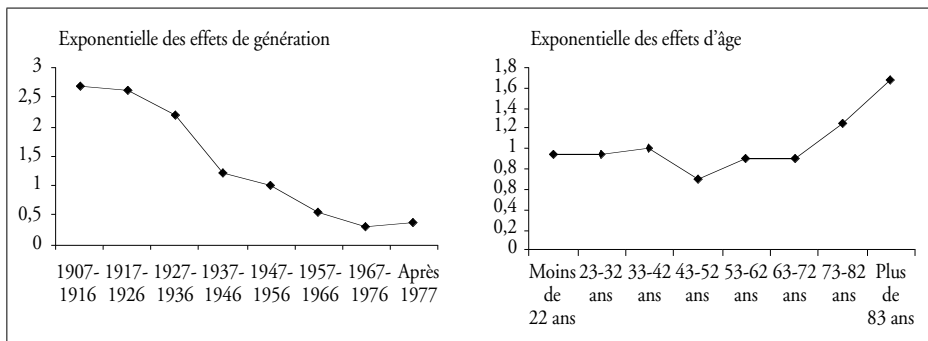 Exponentielle des effets de génération
3
2,5
2
1,5
1
0,5
0
1907- 1917- 1927- 1937- 1947- 1957- 1967- Après
1916 1926 1936 1946 1956 1966 1976 1977
Exponentielle des effets d'âge
1,8
1,6
1,4
1,2
1
0,8
0,8
0,4
0,2
0
Moins 23-32 33-42 43-52 53-62 63-72 73-82 Plus
de ans ans ans ans ans ans de
22 ans 83 ans